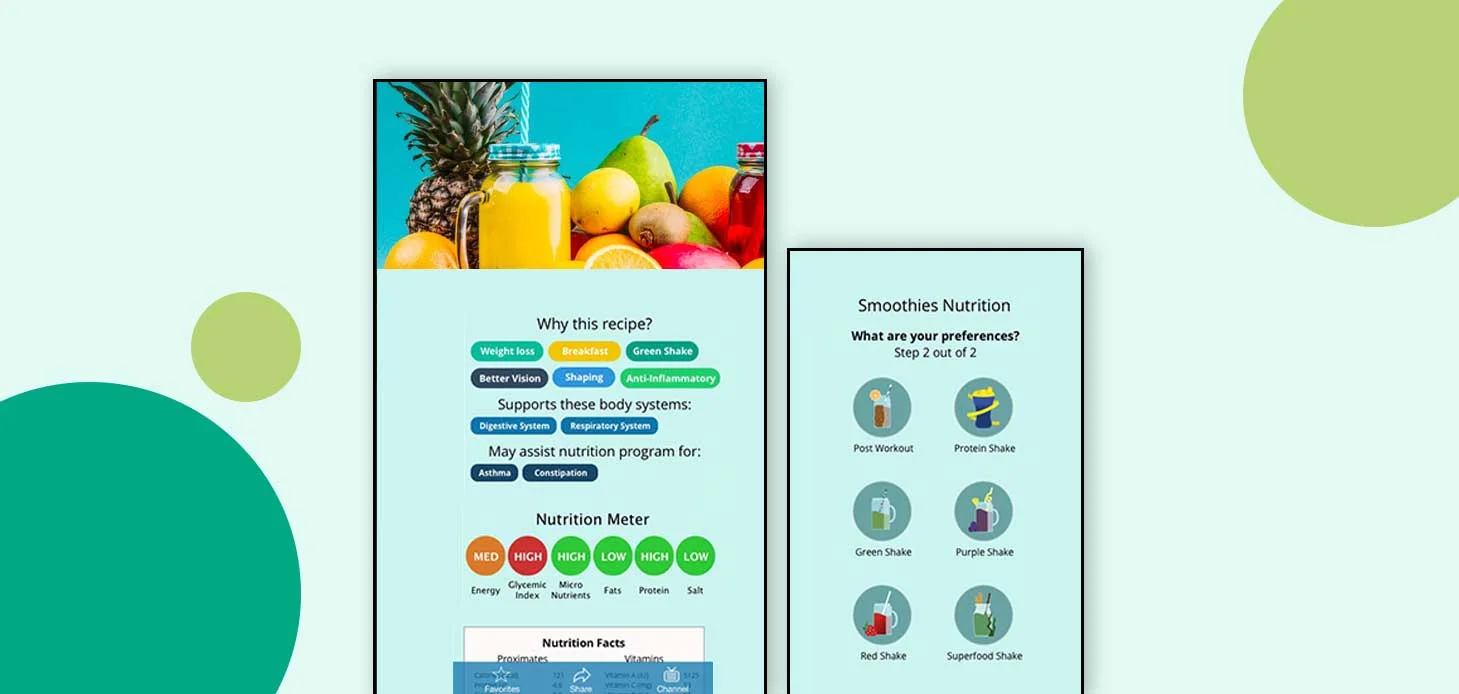 Why this recipe?
Weight loss Breakfast Green Shake
Better Vision Shaping Anti-Inflammatory
Supports these body systems:
Digestive System Respiratory System
May assist nutrition program for:
Asthma Constipation
Nutrition Meter
MED HIGH HIGH LOW HIGH LOW
Energy Glycemic Index Micro Nutrients Fats Protein Salt
Nutrition Facts
Proximates Vitamins
Favorites Share Channel
Smoothies Nutrition
What are your preferences?
Step 2 out of 2
Post Workout Protein Shake
Green Shake Purple Shake
Red Shake Superfood Shake